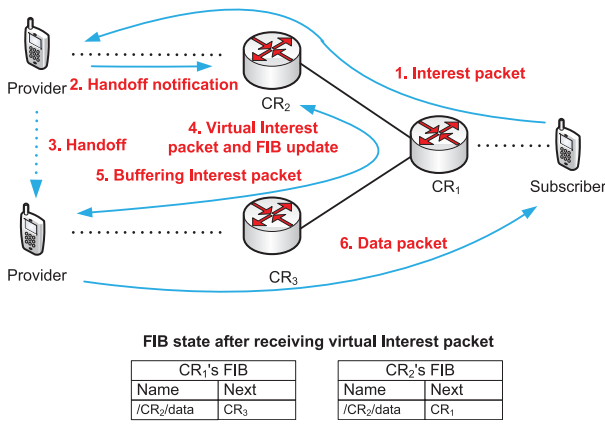 Provider
2. Handoff notification
CR2
1. Interest packet
3. Handoff
4. Virtual Interest
packet and FIB update
5. Buffering Interest packet
CR1
Subscriber
Provider
CR3
6. Data packet
FIB state after receiving virtual Interest packet
CR1's FIB
Name Next
/CR2/data CR3
CR2's FIB
Name Next
/CR2/data CR1